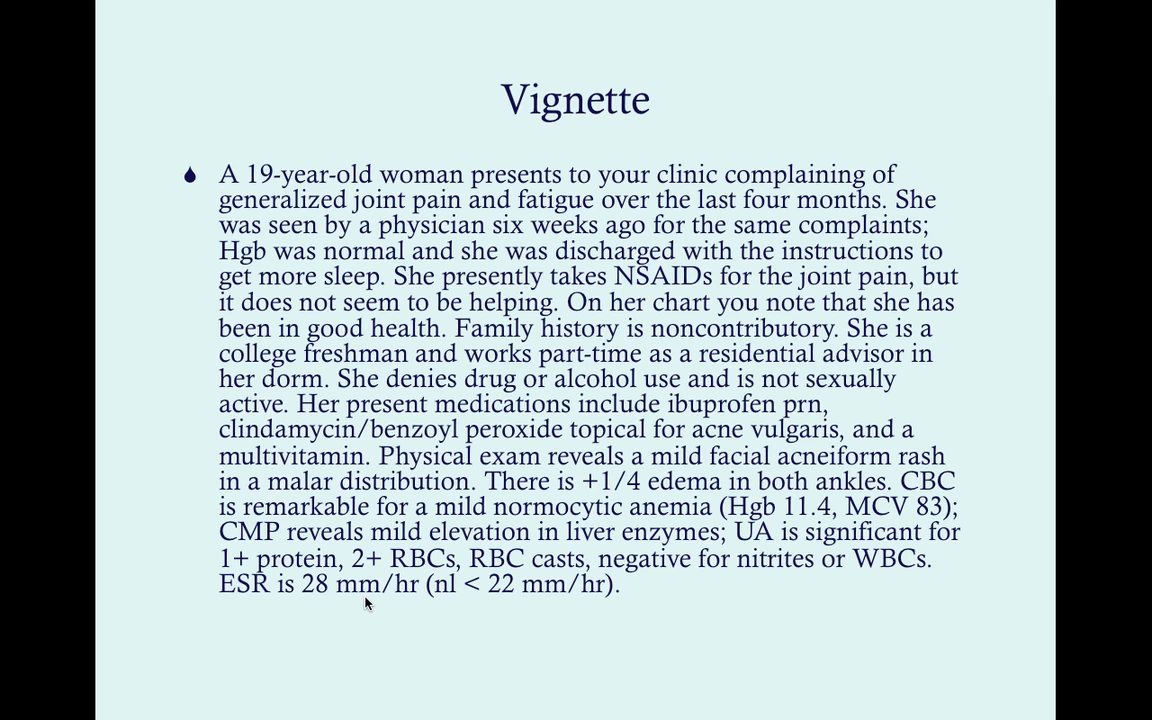 Vignette
A 19-year-old woman presents to your clinic complaining of
generalized joint pain and fatigue over the last four months. She
was seen by a physician six weeks ago for the same complaints;
Hgb was normal and she was discharged with the instructions to
get more sleep. She presently takes NSAIDs for the joint pain, but
it does not seem to be helping. On her chart you note that she has
been in good health. Family history is noncontributory. She is a
college freshman and works part-time as a residential advisor in
her dorm. She denies drug or alcohol use and is not sexually
active. Her present medications include ibuprofen prn,
clindamycin/benzoyl peroxide topical for acne vulgaris, and a
multivitamin. Physical exam reveals a mild facial acneiform rash
in a malar distribution. There is +1/4 edema in both ankles. CBC
is remarkable for a mild normocytic anemia (Hgb 11.4, MCV 83);
CMP reveals mild elevation in liver enzymes; UA is significant for
1+ protein, 2+ RBCs, RBC casts, negative for nitrites or WBCs.
ESR is 28 mm/hr (nl < 22 mm/hr).